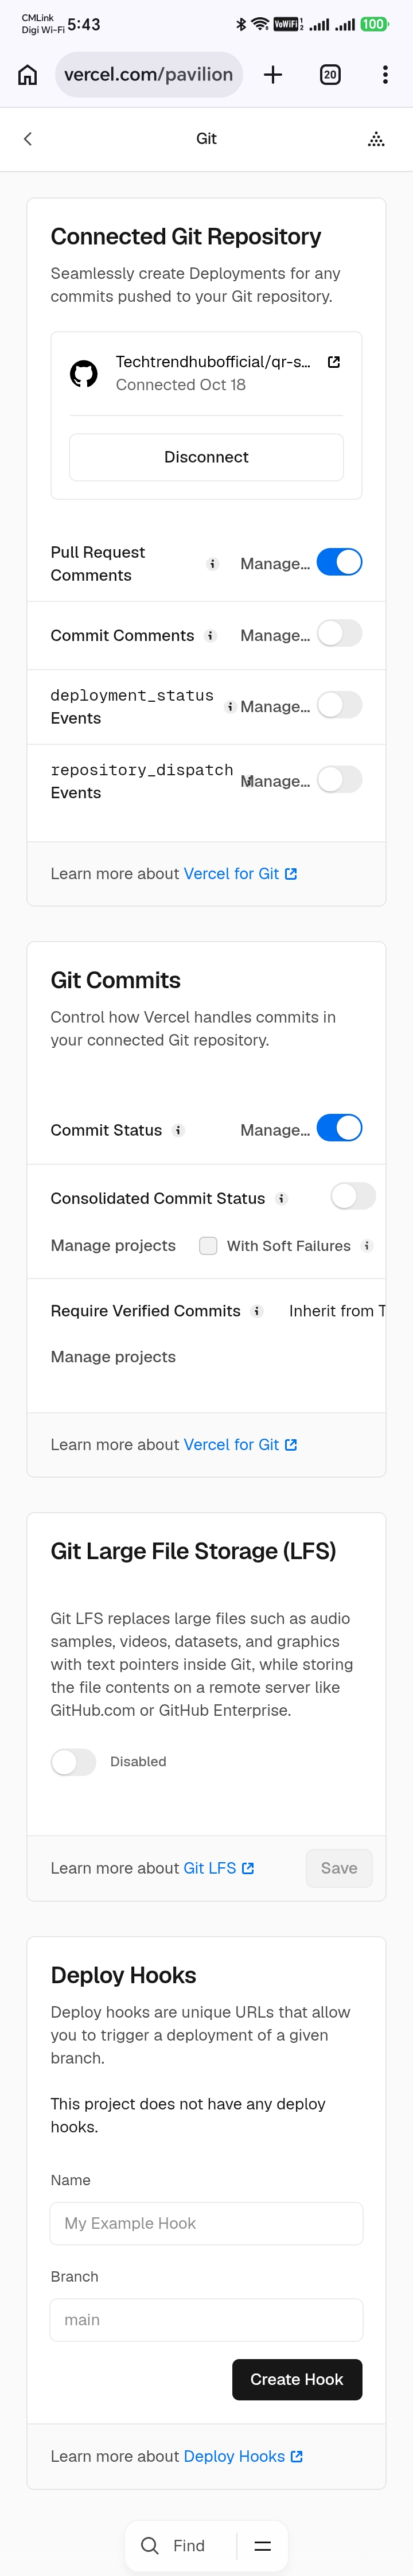 CMLink
Digi Wi-Fi 5:43
VoWiFi 1 2 100
vercel.com/pavilion
20
Git
Connected Git Repository
Seamlessly create Deployments for any
commits pushed to your Git repository.
Techtrendhubofficial/qr-s...
Connected Oct 18
Disconnect
Pull Request
Comments
Manage...
Commit Comments
Manage...
deployment_status
Events
Manage...
repository_dispatch
Events
Manage...
Learn more about Vercel for Git
Git Commits
Control how Vercel handles commits in
your connected Git repository.
Commit Status
Manage...
Consolidated Commit Status
Manage projects
With Soft Failures
Require Verified Commits
Inherit from T
Manage projects
Learn more about Vercel for Git
Git Large File Storage (LFS)
Git LFS replaces large files such as audio
samples, videos, datasets, and graphics
with text pointers inside Git, while storing
the file contents on a remote server like
GitHub.com or GitHub Enterprise.
Disabled
Learn more about Git LFS
Save
Deploy Hooks
Deploy hooks are unique URLs that allow
you to trigger a deployment of a given
branch.
This project does not have any deploy
hooks.
Name
My Example Hook
Branch
main
Create Hook
Learn more about Deploy Hooks
Find